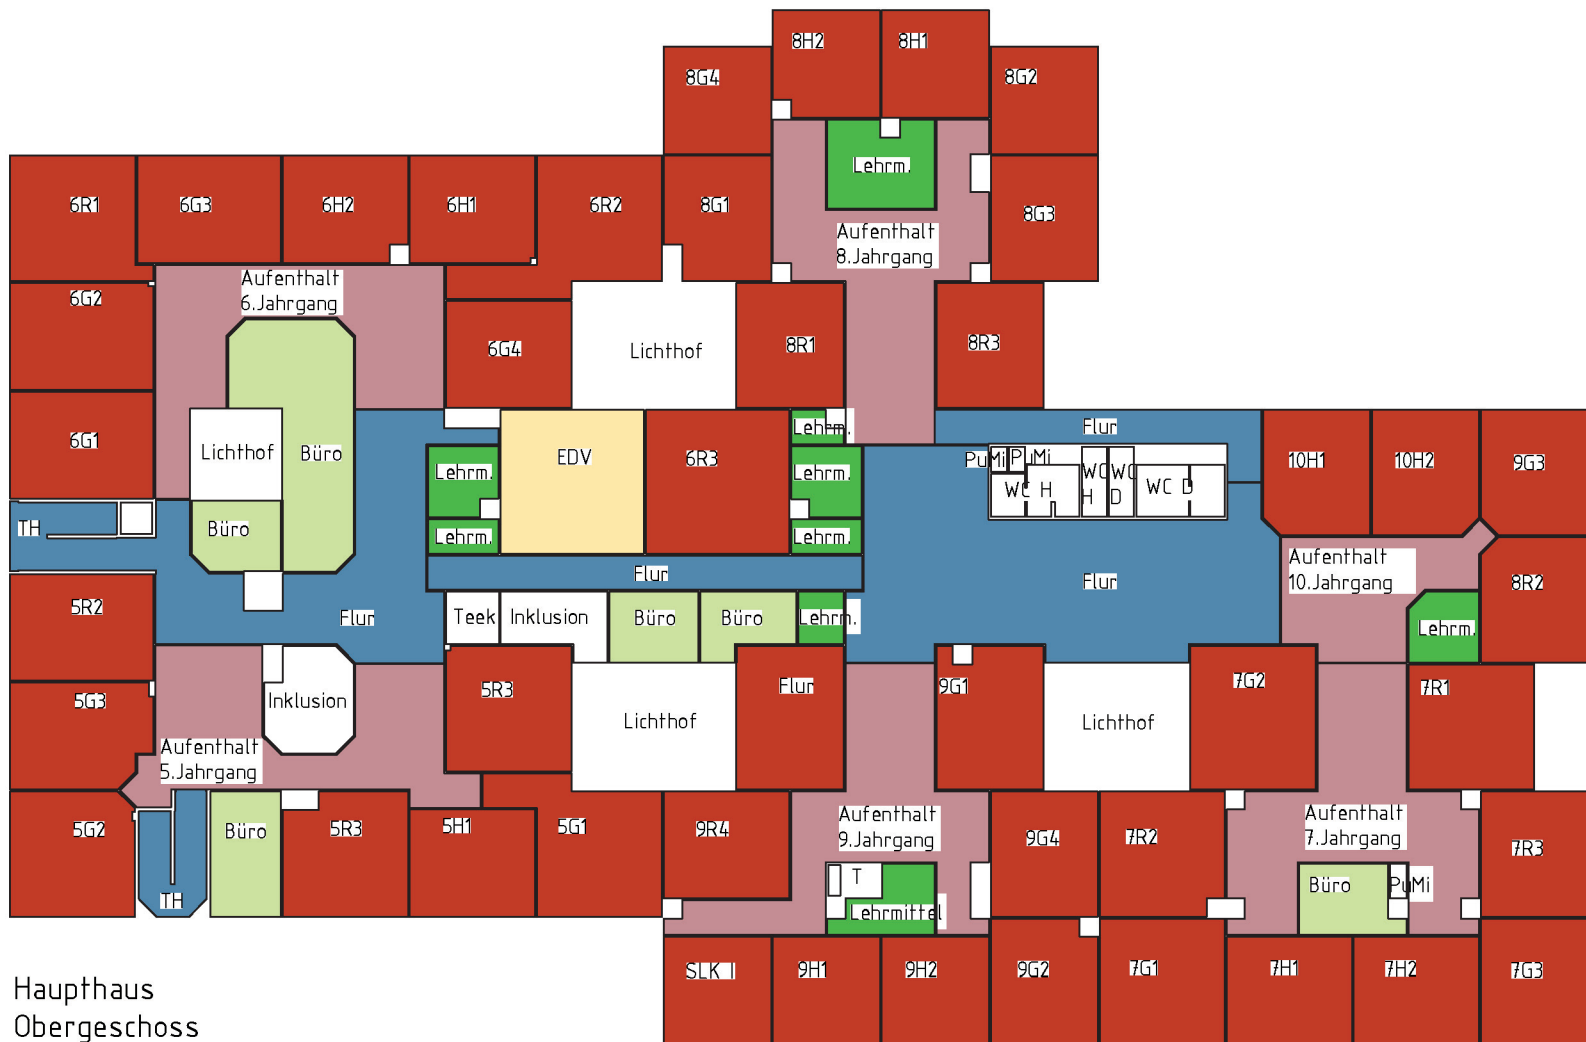 8H2
8H1
8G4
8G2
Lehrm.
6R1
6G3
6H2
6H1
6R2
8G1
8G3
Aufenthalt
8.Jahrgang
Aufenthalt
6.Jahrgang
6G2
6G4
Lichthof
8R1
8R3
6G1
Lichthof
Büro
EDV
6R3
Lehrm.
Flur
Lehrm.
Lehrm.
PuMi
PuMi
WC H
WC
H
WC
D
WC D
10H1
10H2
9G3
TH
Büro
Lehrm.
Lehrm.
Flur
Flur
Aufenthalt
10.Jahrgang
8R2
5R2
Flur
Teek
Inklusion
Büro
Büro
Lehrm.
Lehrm.
5G3
Inklusion
5R3
Flur
9G1
7G2
7R1
Lichthof
Lichthof
Aufenthalt
5.Jahrgang
5G2
Büro
5R3
5H1
5G1
9R4
Aufenthalt
9.Jahrgang
9G4
7R2
Aufenthalt
7.Jahrgang
7R3
TH
T
Lehrmittel
Büro
PuMi
SLK I
9H1
9H2
9G2
7G1
7H1
7H2
7G3
Haupthaus
Obergeschoss